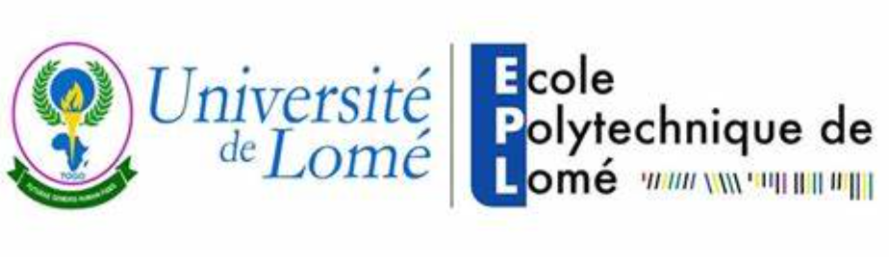 Université
de Lomé
TOGO
Ecole
Polytechnique de
Lomé